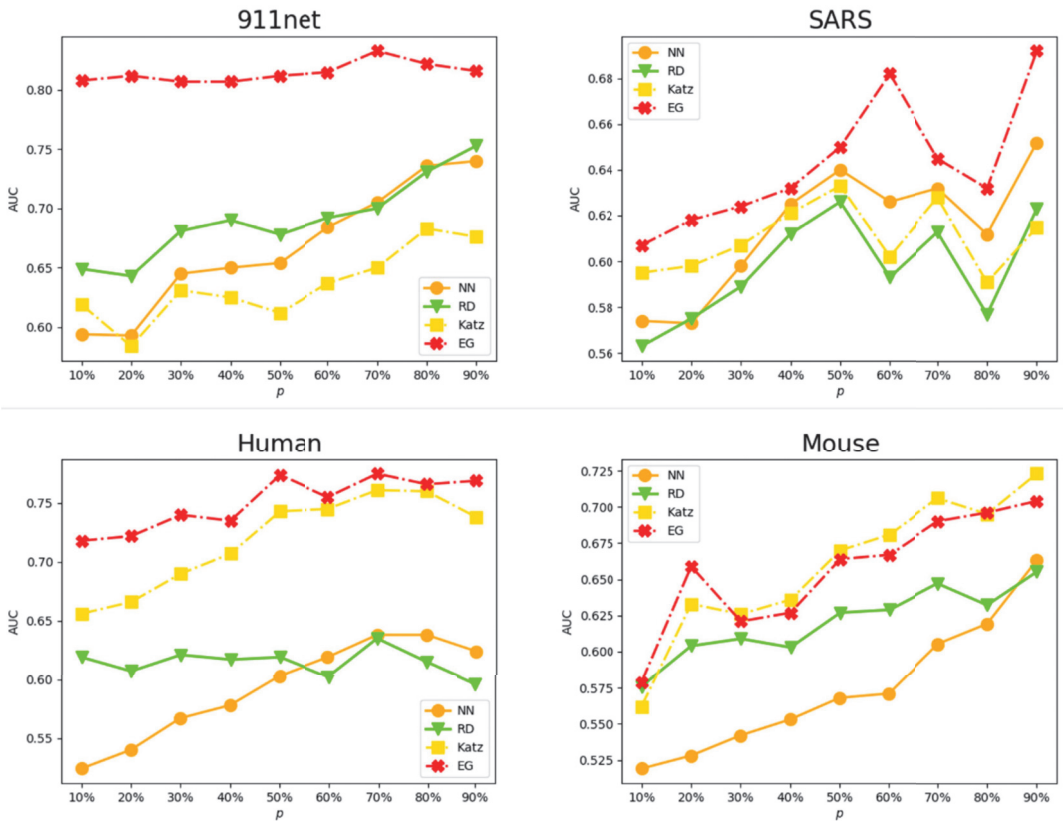 911net
AUC
0.80
0.75
0.70
0.65
0.60
NN
RD
Katz
EG
10% 20% 30% 40% 50% 60% 70% 80% 90%
p
SARS
AUC
NN
RD
Katz
EG
0.68
0.66
0.64
0.62
0.60
0.58
0.56
10% 20% 30% 40% 50% 60% 70% 80% 90%
p
Human
AUC
0.75
0.70
0.65
0.60
0.55
NN
RD
Katz
EG
10% 20% 30% 40% 50% 60% 70% 80% 90%
p
Mouse
AUC
NN
RD
Katz
EG
0.725
0.700
0.675
0.650
0.625
0.600
0.575
0.550
0.525
10% 20% 30% 40% 50% 60% 70% 80% 90%
p